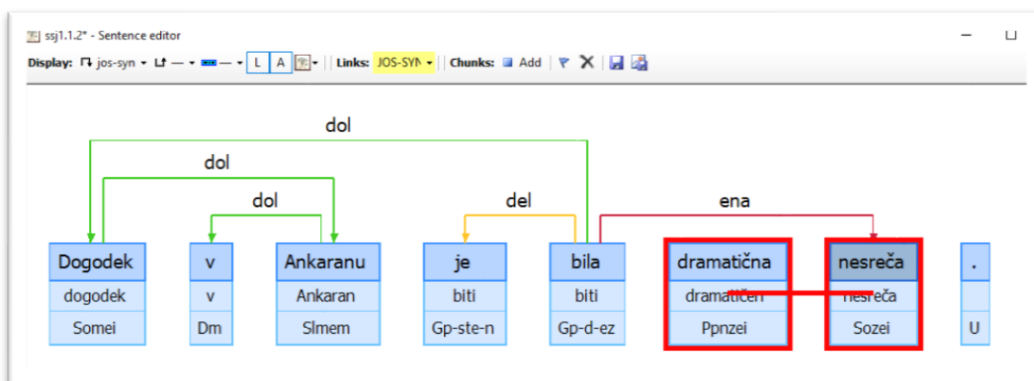 ssj1.1.2* - Sentence editor
Display: jos-syn L A Links: JOS-SYN Chunks: Add
dol
dol
dol del ena
Dogodek v Ankaranu je bila dramatična nesreča .
dogodek v Ankaran biti biti dramatičen nesreča
Somei Dm Slmem Gp-ste-n Gp-d-ez Ppnzei Sozei U